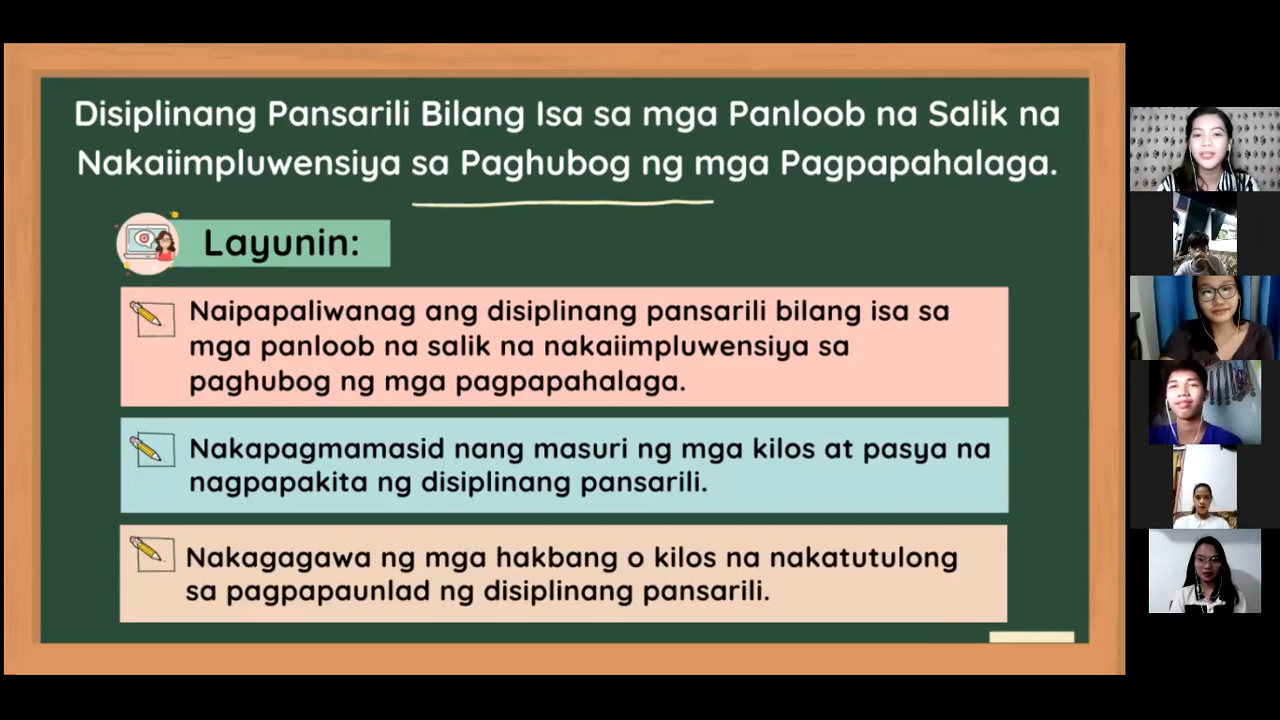 Disiplinang Pansarili Bilang Isa sa mga Panloob na Salik na
Nakaiimpluwensiya sa Paghubog ng mga Pagpapahalaga.
Layunin:
Naipapaliwanag ang disiplinang pansarili bilang isa sa
mga panloob na salik na nakaiimpluwensiya sa
paghubog ng mga pagpapahalaga.
Nakapagmamasid nang masuri ng mga kilos at pasya na
nagpapakita ng disiplinang pansarili.
Nakagagawa ng mga hakbang o kilos na nakatutulong
sa pagpapaunlad ng disiplinang pansarili.